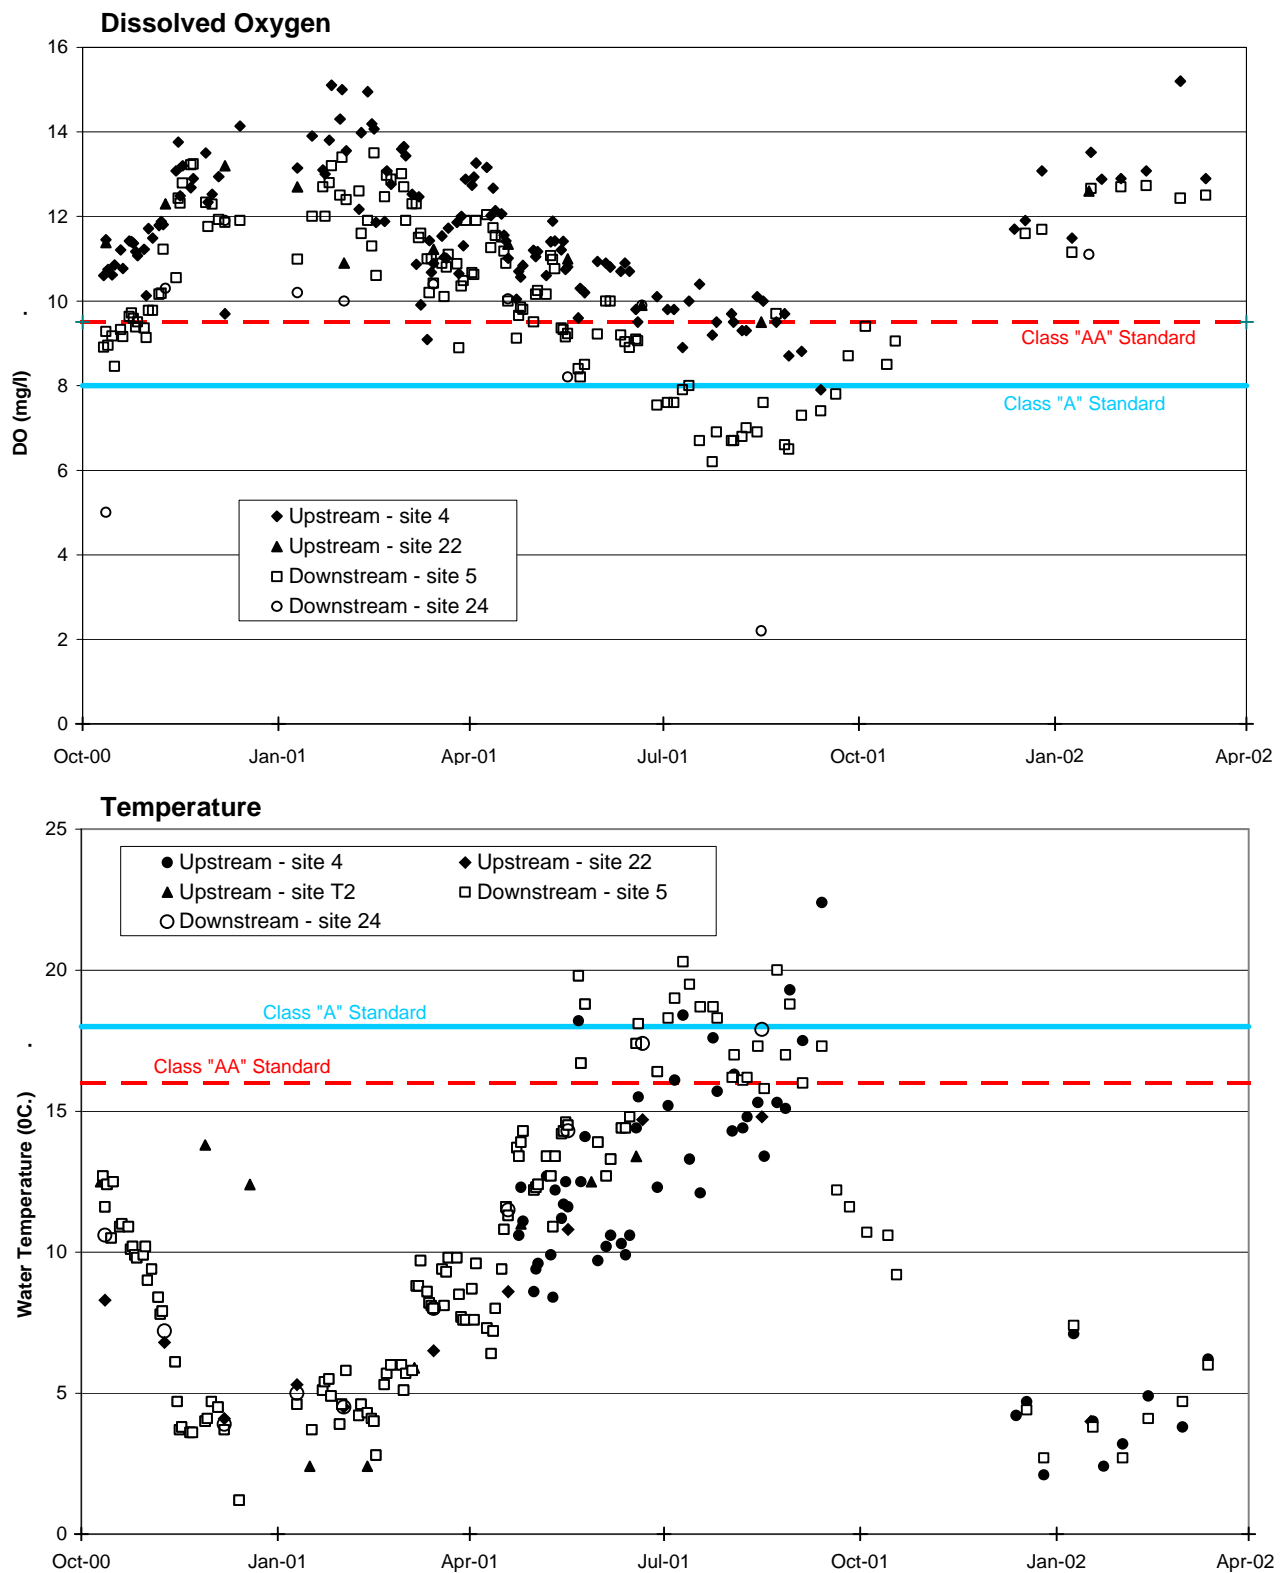 Dissolved Oxygen
16
14
12
10
8
6
4
2
0
DO (mg/l)
.
Class "AA" Standard
Class "A" Standard
Upstream - site 4
Upstream - site 22
Downstream - site 5
Downstream - site 24
Oct-00 Jan-01 Apr-01 Jul-01 Oct-01 Jan-02 Apr-02
Temperature
25
20
15
10
5
0
Water Temperature (0C.)
.
Upstream - site 4 Upstream - site 22
Upstream - site T2 Downstream - site 5
Downstream - site 24
Class "A" Standard
Class "AA" Standard
Oct-00 Jan-01 Apr-01 Jul-01 Oct-01 Jan-02 Apr-02